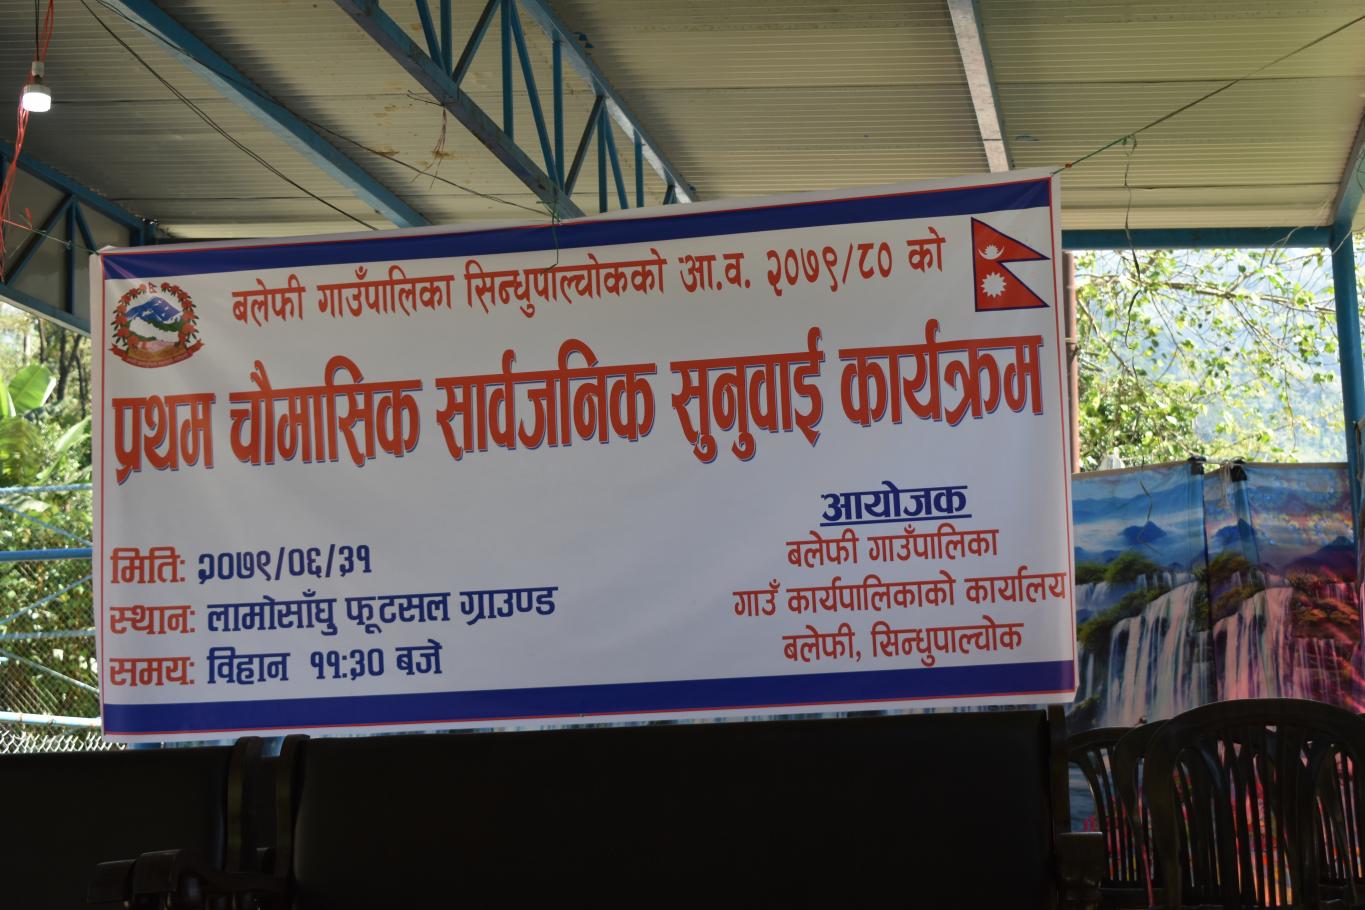 बलेफी गाउँपालिका सिन्धुपाल्चोकको आ.व. २०७९/८० को
प्रथम चौमासिक सार्वजनिक सुनुवाई कार्यक्रम
मिति: २०७९/०६/३१
स्थान: लामोसाँघु फूटसल ग्राउण्ड
समय: विहान ११:३० बजे
आयोजक
बलेफी गाउँपालिका
गाउँ कार्यपालिकाको कार्यालय
बलेफी, सिन्धुपाल्चोक